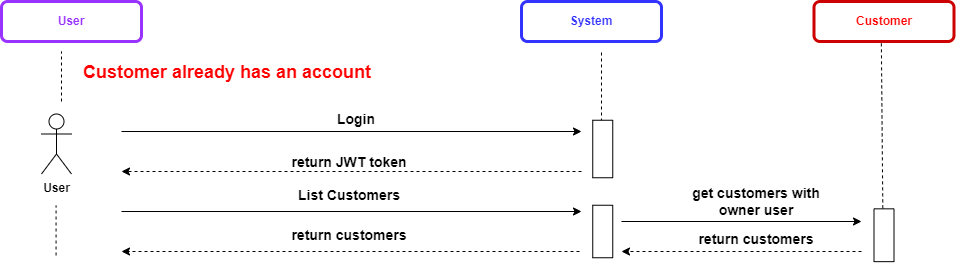 User
System
Customer
Customer already has an account
Login
return JWT token
User
List Customers
get customers with
owner user
return customers
return customers